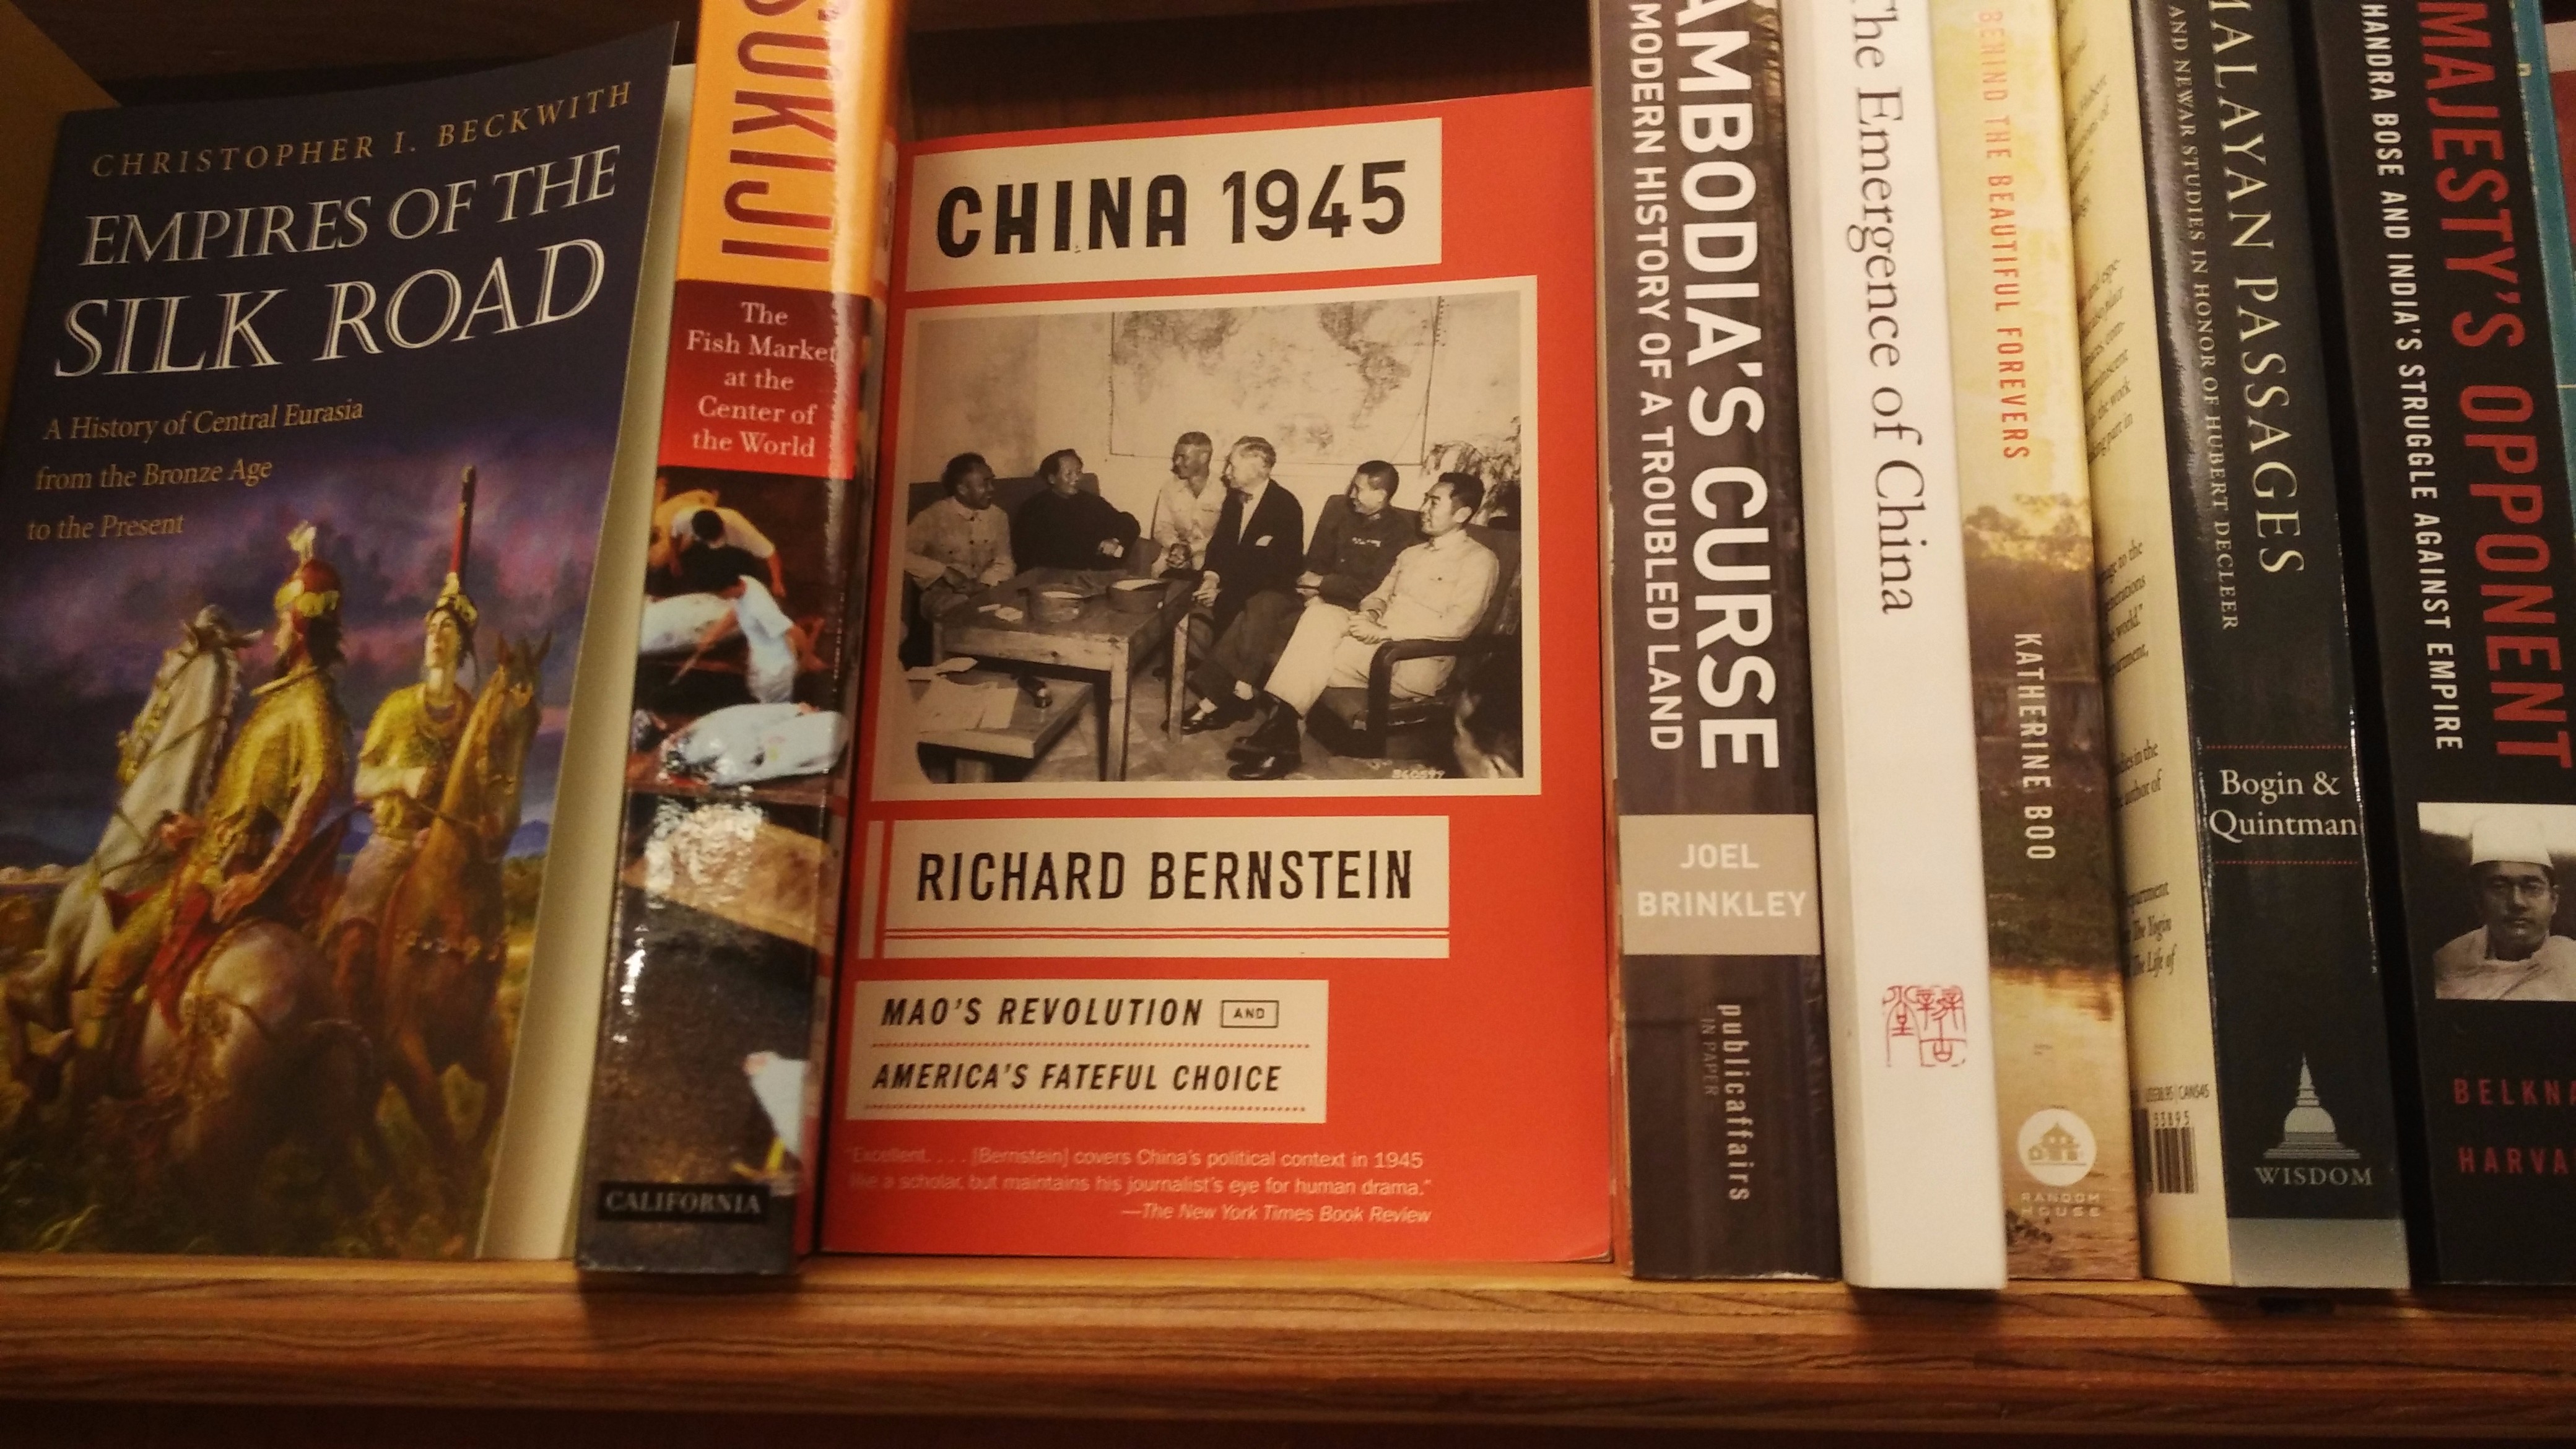 CHRISTOPHER I. BECKWITH
EMPIRES OF THE
SILK ROAD
A History of Central Eurasia
from the Bronze Age
to the Present
SUKIJI
The
Fish Market
at the
Center of
the World
CALIFORNIA
CHINA 1945
RICHARD BERNSTEIN
MAO'S REVOLUTION AND
AMERICA'S FATEFUL CHOICE
"Excellent. . . . [Bernstein] covers China's political context in 1945
like a scholar, but maintains his journalist's eye for human drama."
—The New York Times Book Review
AMBODIA'S CURSE
MODERN HISTORY OF A TROUBLED LAND
JOEL
BRINKLEY
publicaffairs
IN PAPER
The Emergence of China
BEHIND THE BEAUTIFUL FOREVERS
KATHERINE BOO
RANDOM
HOUSE
53895
MALAYAN PASSAGES
AND NEWAR STUDIES IN HONOR OF HUBERT DECLEER
Bogin &
Quintman
WISDOM
MAJESTY'S OPPONENT
HANDRA BOSE AND INDIA'S STRUGGLE AGAINST EMPIRE
BELKNA
HARVA